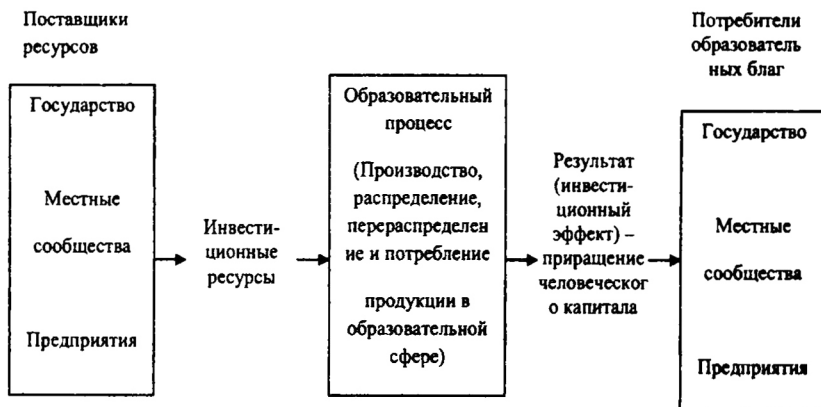 Поставщики
ресурсов
Государство
Местные
сообщества
Предприятия
Инвести-
ционные
ресурсы
Образовательный
процесс
(Производство,
распределение,
перераспределен
ие и потребление
продукции в
образовательной
сфере)
Результат
(инвести-
ционный
эффект) –
приращение
человеческог
о капитала
Потребители
образователь
ных благ
Государство
Местные
сообщества
Предприятия